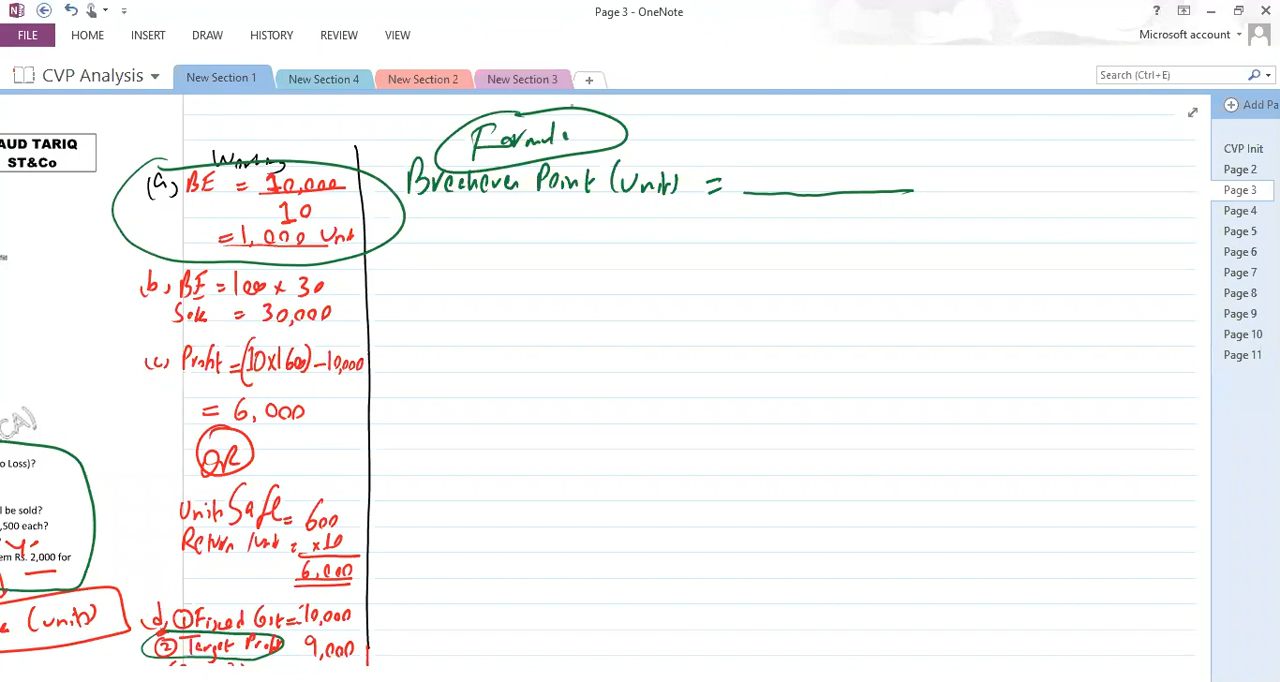 Page 3 - OneNote
Microsoft account
FILE HOME INSERT DRAW HISTORY REVIEW VIEW
CVP Analysis New Section 1 New Section 4 New Section 2 New Section 3 +
Search (Ctrl+E)
Add Pa
CVP Init
Page 2
Page 3
Page 4
Page 5
Page 6
Page 7
Page 8
Page 9
Page 10
Page 11
AUD TARIQ
ST&Co
CA)
o Loss)?
l be sold?
,500 each?
em Rs. 2,000 for
(units)
Working
(a) BE = 10,000
10
= 1,000 Unit
b, BE = 100 x 30
Sale = 30,000
(c) Profit = (10x1600) - 10,000
= 6,000
OR
Units Safe = 600
Return /unit = x10
6,000
d, ① Fixed Cost = 10,000
② Target Profit 9,000
Formula
Breakeven Point (Units) =